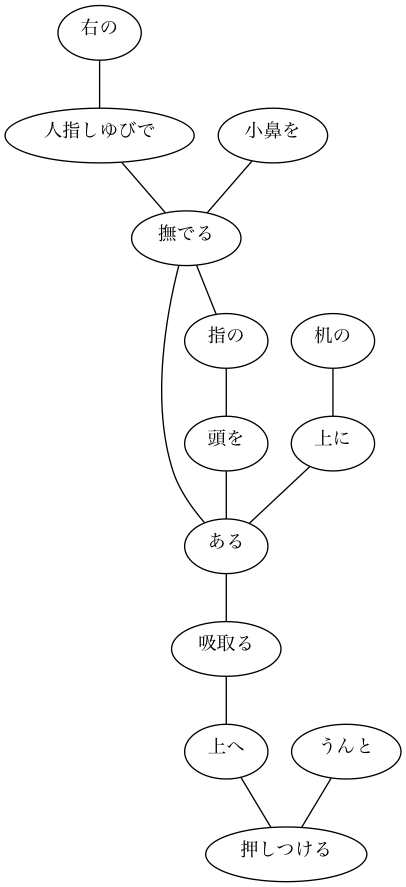 右の
人指しゆびで
小鼻を
撫でる
指の
机の
頭を
上に
ある
吸取る
上へ
うんと
押しつける